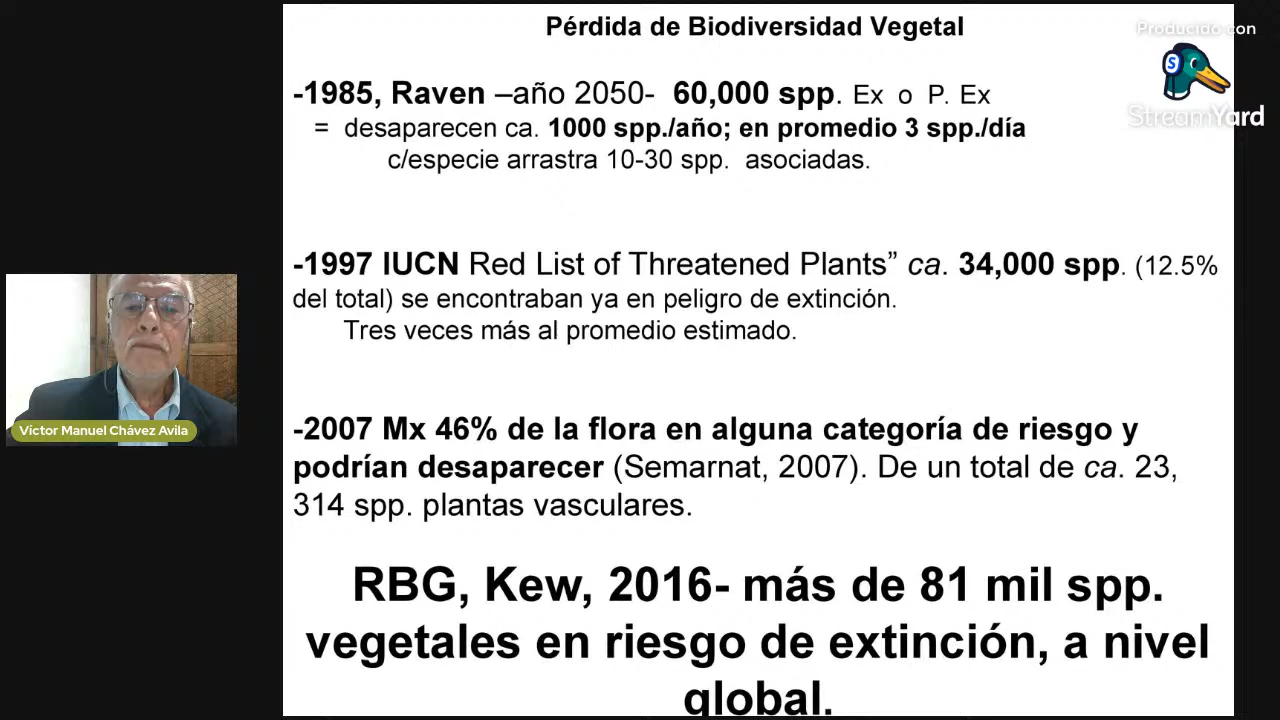 Pérdida de Biodiversidad Vegetal
Producido con
S
StreamYard
-1985, Raven –año 2050- 60,000 spp. Ex o P. Ex
= desaparecen ca. 1000 spp./año; en promedio 3 spp./día
c/especie arrastra 10-30 spp. asociadas.
-1997 IUCN Red List of Threatened Plants” ca. 34,000 spp. (12.5%
del total) se encontraban ya en peligro de extinción.
Tres veces más al promedio estimado.
Víctor Manuel Chávez Avila
-2007 Mx 46% de la flora en alguna categoría de riesgo y
podrían desaparecer (Semarnat, 2007). De un total de ca. 23,
314 spp. plantas vasculares.
RBG, Kew, 2016- más de 81 mil spp.
vegetales en riesgo de extinción, a nivel
global.